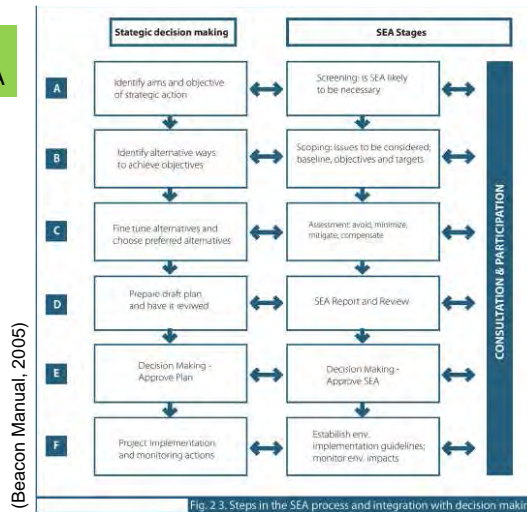 Stategic decision making
SEA Stages
A
A
Identify aims and objective
of strategic action
Screening: is SEA likely
to be necessary
B
Identify alternative ways
to achieve objectives
Scoping: issues to be considered;
baseline, objectives and targets
C
Fine tune alternatives and
choose preferred alternatives
Assessment: avoid, minimize,
mitigate, compensate
D
Prepare draft plan
and have it reviwed
SEA Report and Review
E
Decision Making -
Approve Plan
Decision Making -
Approve SEA
F
Project Implementation
and monitoring actions
Estabilish env.
implementation guidelines;
monitor env. impacts
CONSULTATION & PARTICIPATION
(Beacon Manual, 2005)
Fig. 2.3. Steps in the SEA process and integration with decision makin